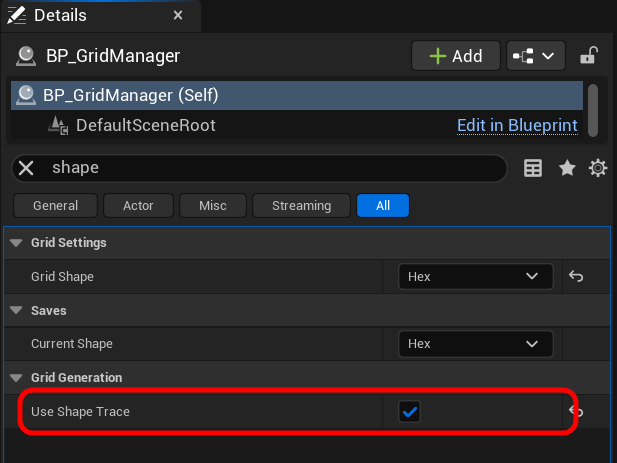 Details
BP_GridManager
Add
BP_GridManager (Self)
DefaultSceneRoot
Edit in Blueprint
shape
General
Actor
Misc
Streaming
All
Grid Settings
Grid Shape
Hex
Saves
Current Shape
Hex
Grid Generation
Use Shape Trace